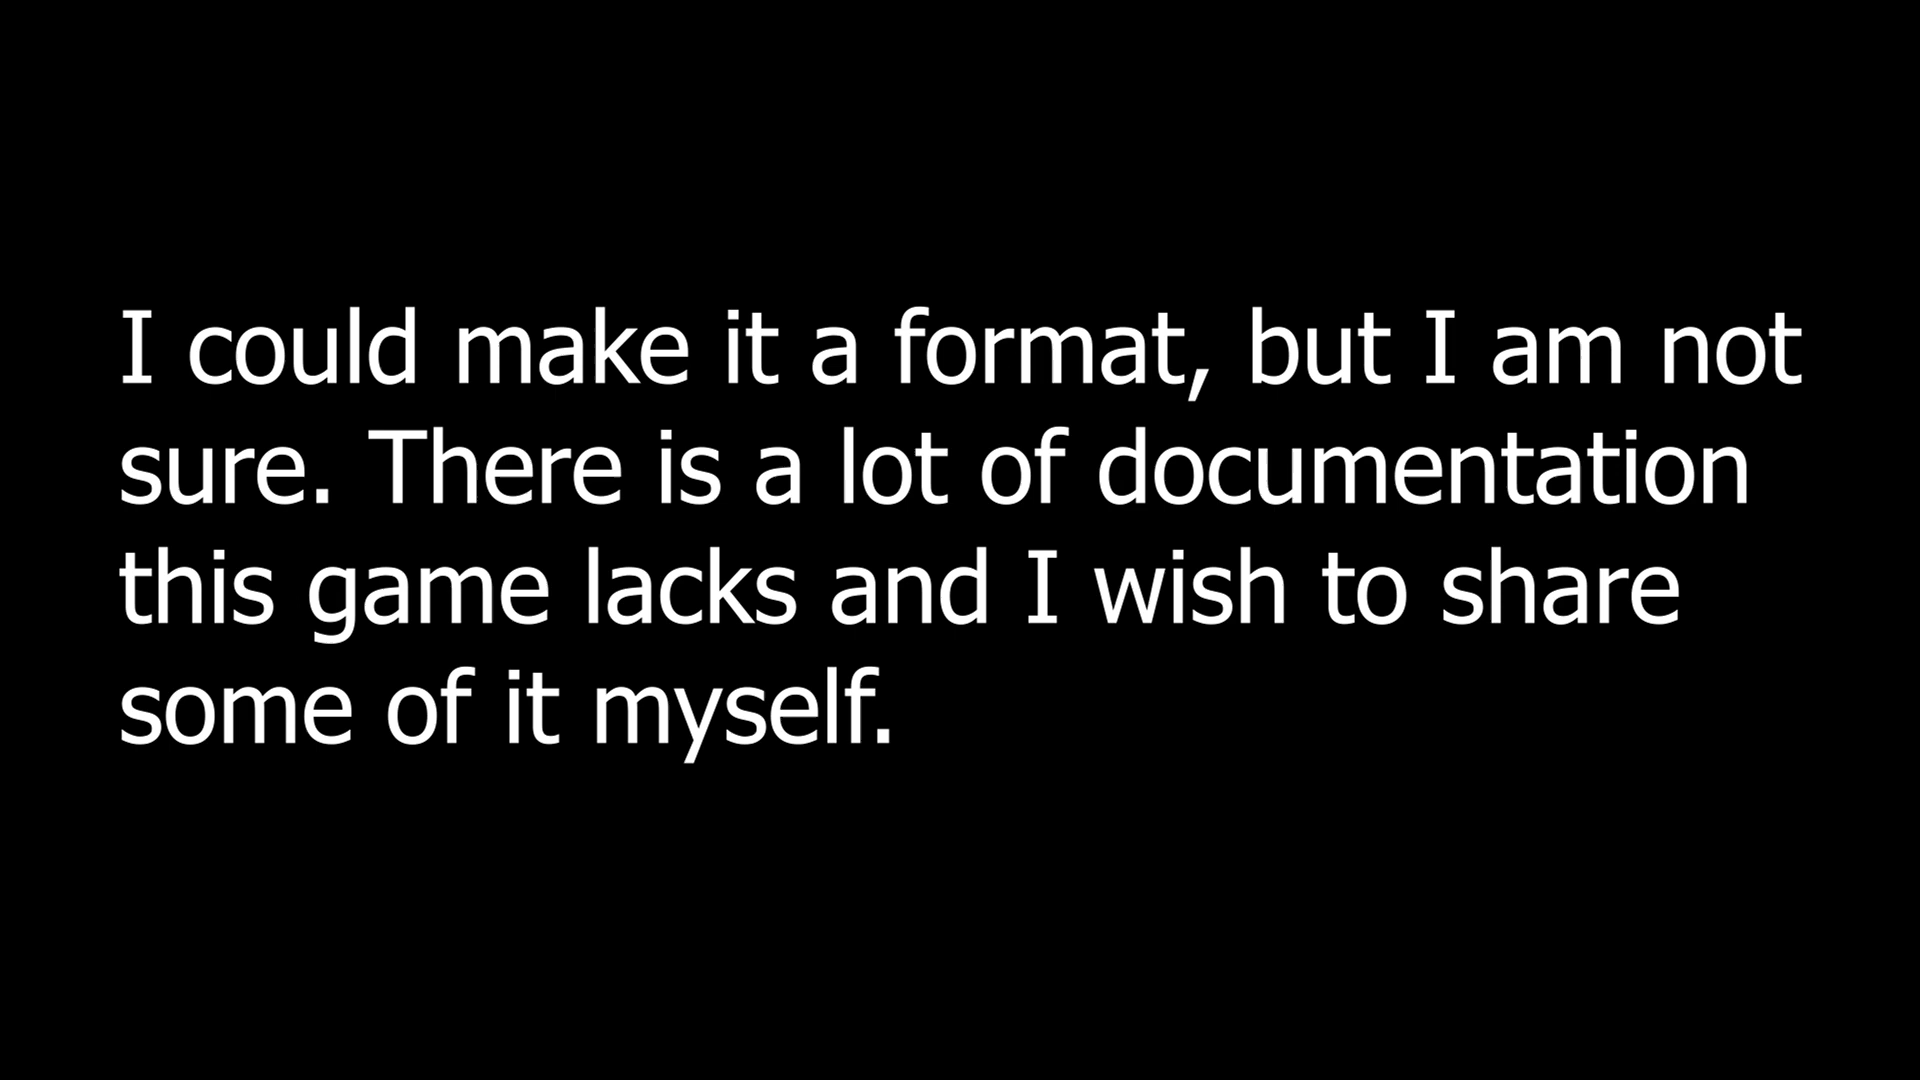 I could make it a format, but I am not
sure. There is a lot of documentation
this game lacks and I wish to share
some of it myself.